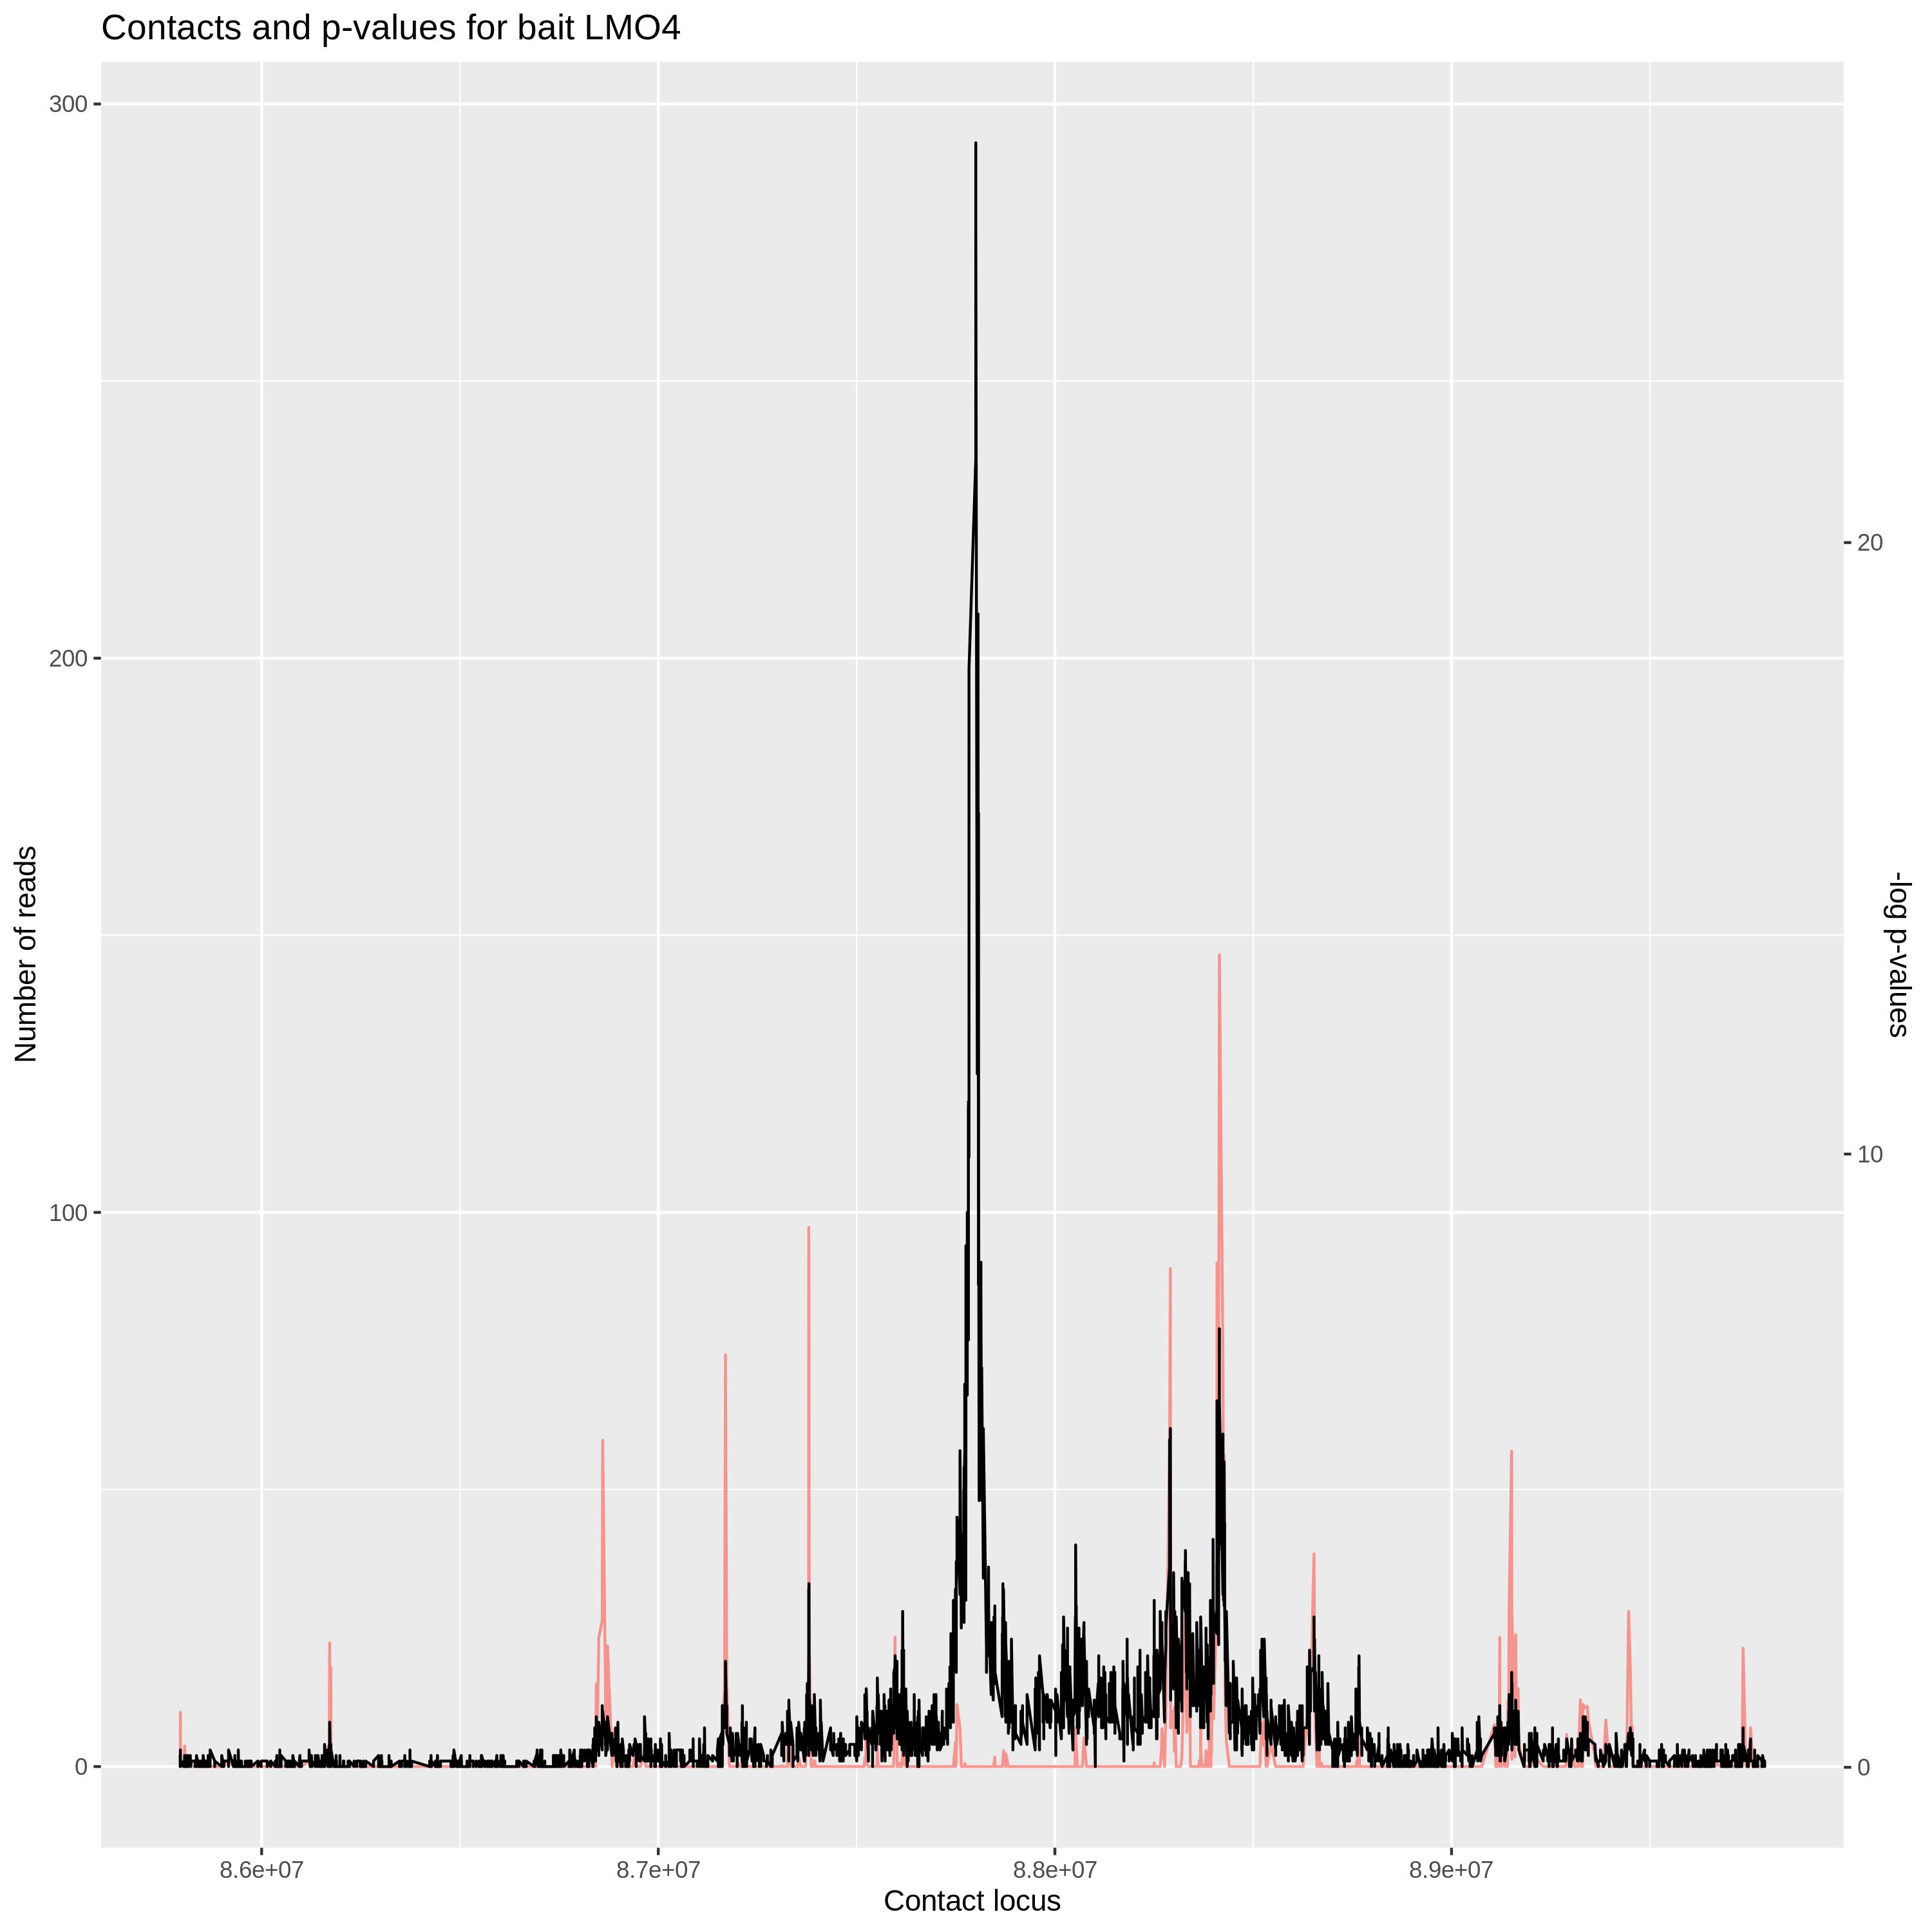 Contacts and p-values for bait LMO4
300
200
100
0
Number of reads
20
10
0
-log p-values
8.6e+07
8.7e+07
8.8e+07
8.9e+07
Contact locus